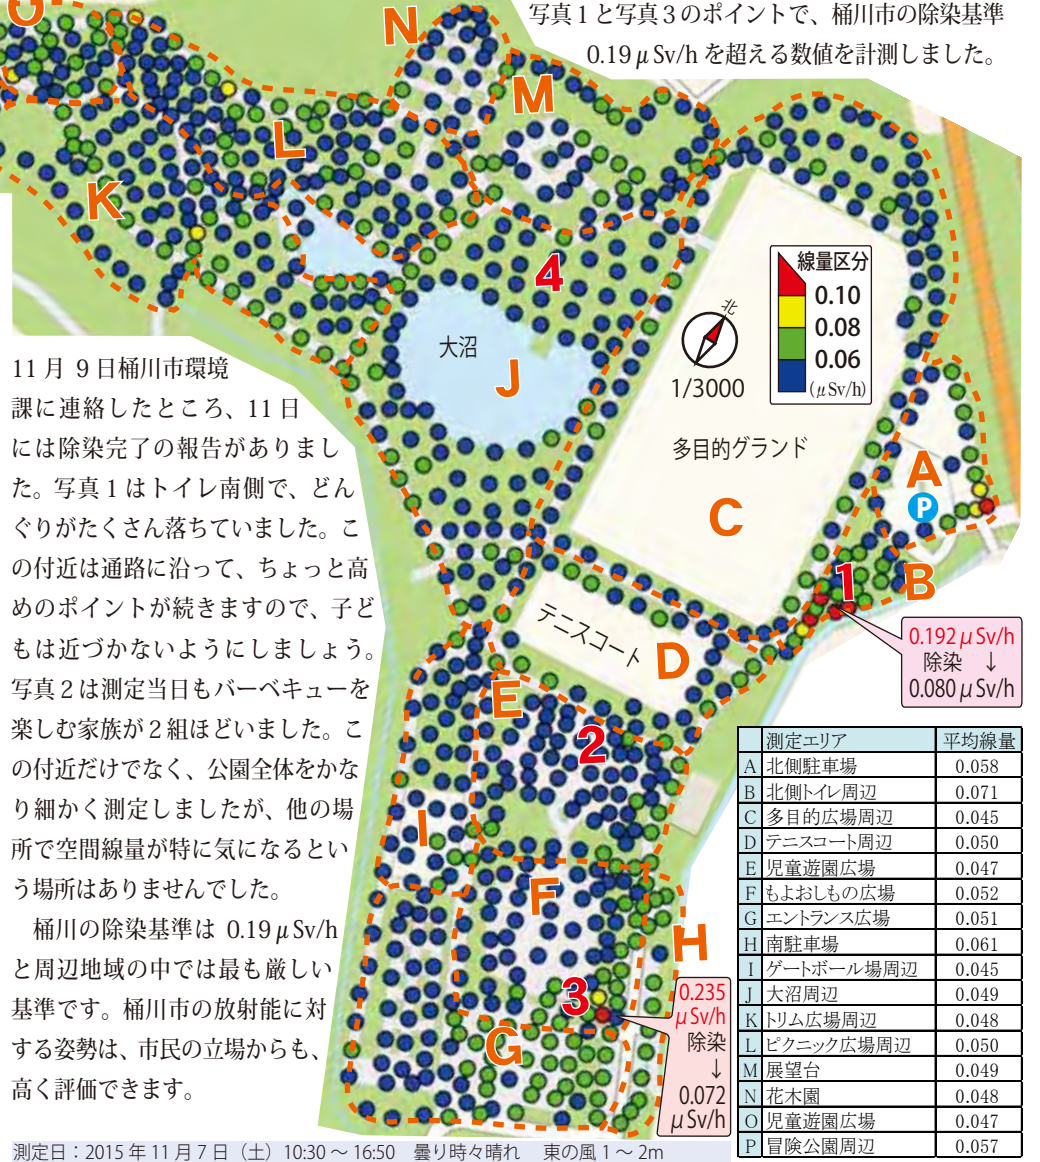 写真１と写真３のポイントで、桶川市の除染基準
0.19μSv/h を超える数値を計測しました。
O
N
M
L
K
4
線量区分
0.10
0.08
0.06
(μSv/h)
北
1/3000
大沼
J
多目的グランド
C
A
P
1
B
0.192μSv/h
除染 ↓
0.080μSv/h
テニスコート
D
E
2
I
F
H
3
G
0.235
μSv/h
除染
↓
0.072
μSv/h
11 月 9 日桶川市環境
課に連絡したところ、11 日
には除染完了の報告がありまし
た。写真１はトイレ南側で、どん
ぐりがたくさん落ちていました。こ
の付近は通路に沿って、ちょっと高
めのポイントが続きますので、子ど
もは近づかないようにしましょう。
写真２は測定当日もバーベキューを
楽しむ家族が２組ほどいました。こ
の付近だけでなく、公園全体をかな
り細かく測定しましたが、他の場
所で空間線量が特に気になるとい
う場所はありませんでした。
桶川の除染基準は 0.19μSv/h
と周辺地域の中では最も厳しい
基準です。桶川市の放射能に対
する姿勢は、市民の立場からも、
高く評価できます。
測定エリア 平均線量
A 北側駐車場 0.058
B 北側トイレ周辺 0.071
C 多目的広場周辺 0.045
D テニスコート周辺 0.050
E 児童遊園広場 0.047
F もよおしもの広場 0.052
G エントランス広場 0.051
H 南駐車場 0.061
I ゲートボール場周辺 0.045
J 大沼周辺 0.049
K トリム広場周辺 0.048
L ピクニック広場周辺 0.050
M 展望台 0.049
N 花木園 0.048
O 児童遊園広場 0.047
P 冒険公園周辺 0.057
測定日：2015 年 11 月 7 日（土）10:30 〜 16:50 曇り時々晴れ 東の風 1 〜 2m